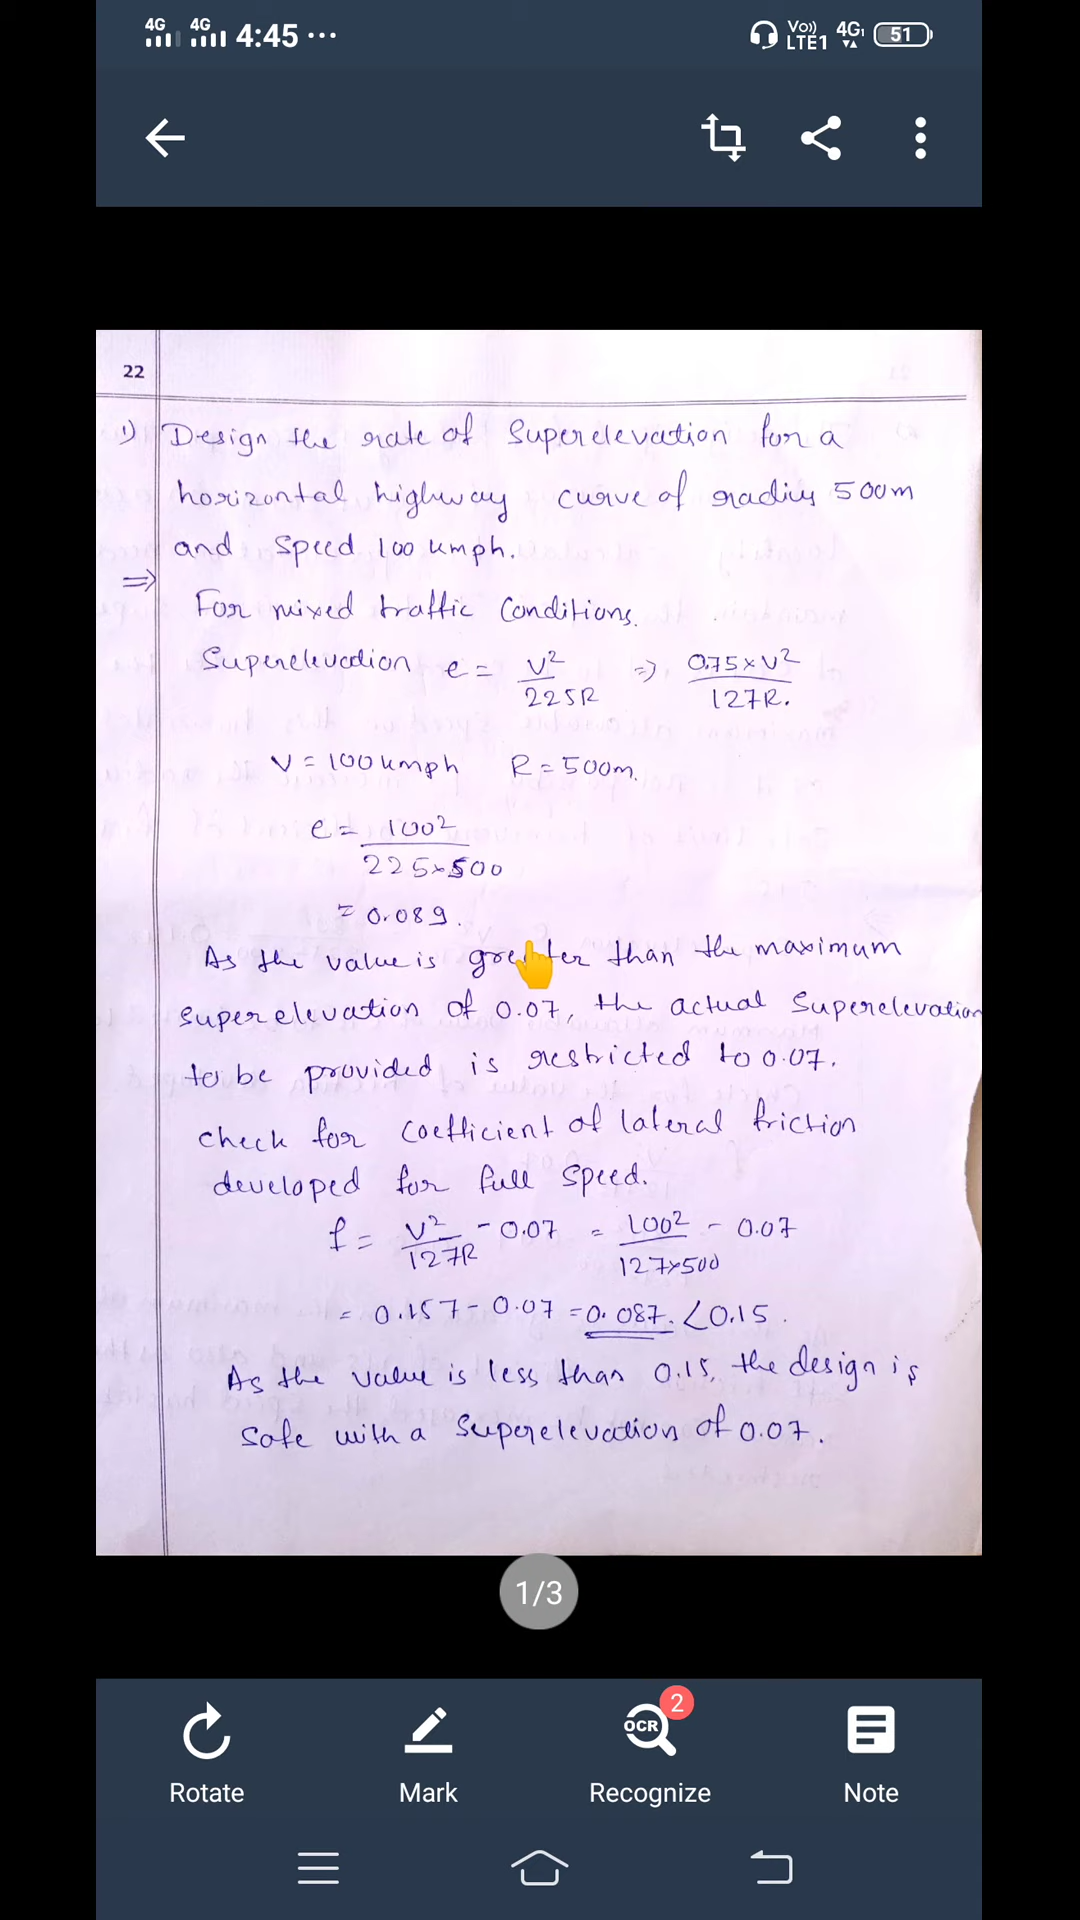 4G 4G 4:45 ... Vo)) LTE1 4G 51
22
1) Design the rate of Superelevation for a
horizontal highway curve of radius 500m
and speed 100 kmph.
⇒
For mixed traffic Conditions.
Superelevation e = V²/225R ⇒ 0.75×V²/127R.
V = 100 kmph R = 500m.
e = 100²/225×500
= 0.089.
As the value is greater than the maximum
superelevation of 0.07, the actual Superelevation
to be provided is restricted to 0.07.
check for coefficient of lateral friction
developed for full speed.
f = V²/127R - 0.07 = 100²/127×500 - 0.07
= 0.157 - 0.07 = 0.087. < 0.15.
As the value is less than 0.15, the design is
Safe with a Superelevation of 0.07.
1/3
OCR 2
Rotate Mark Recognize Note